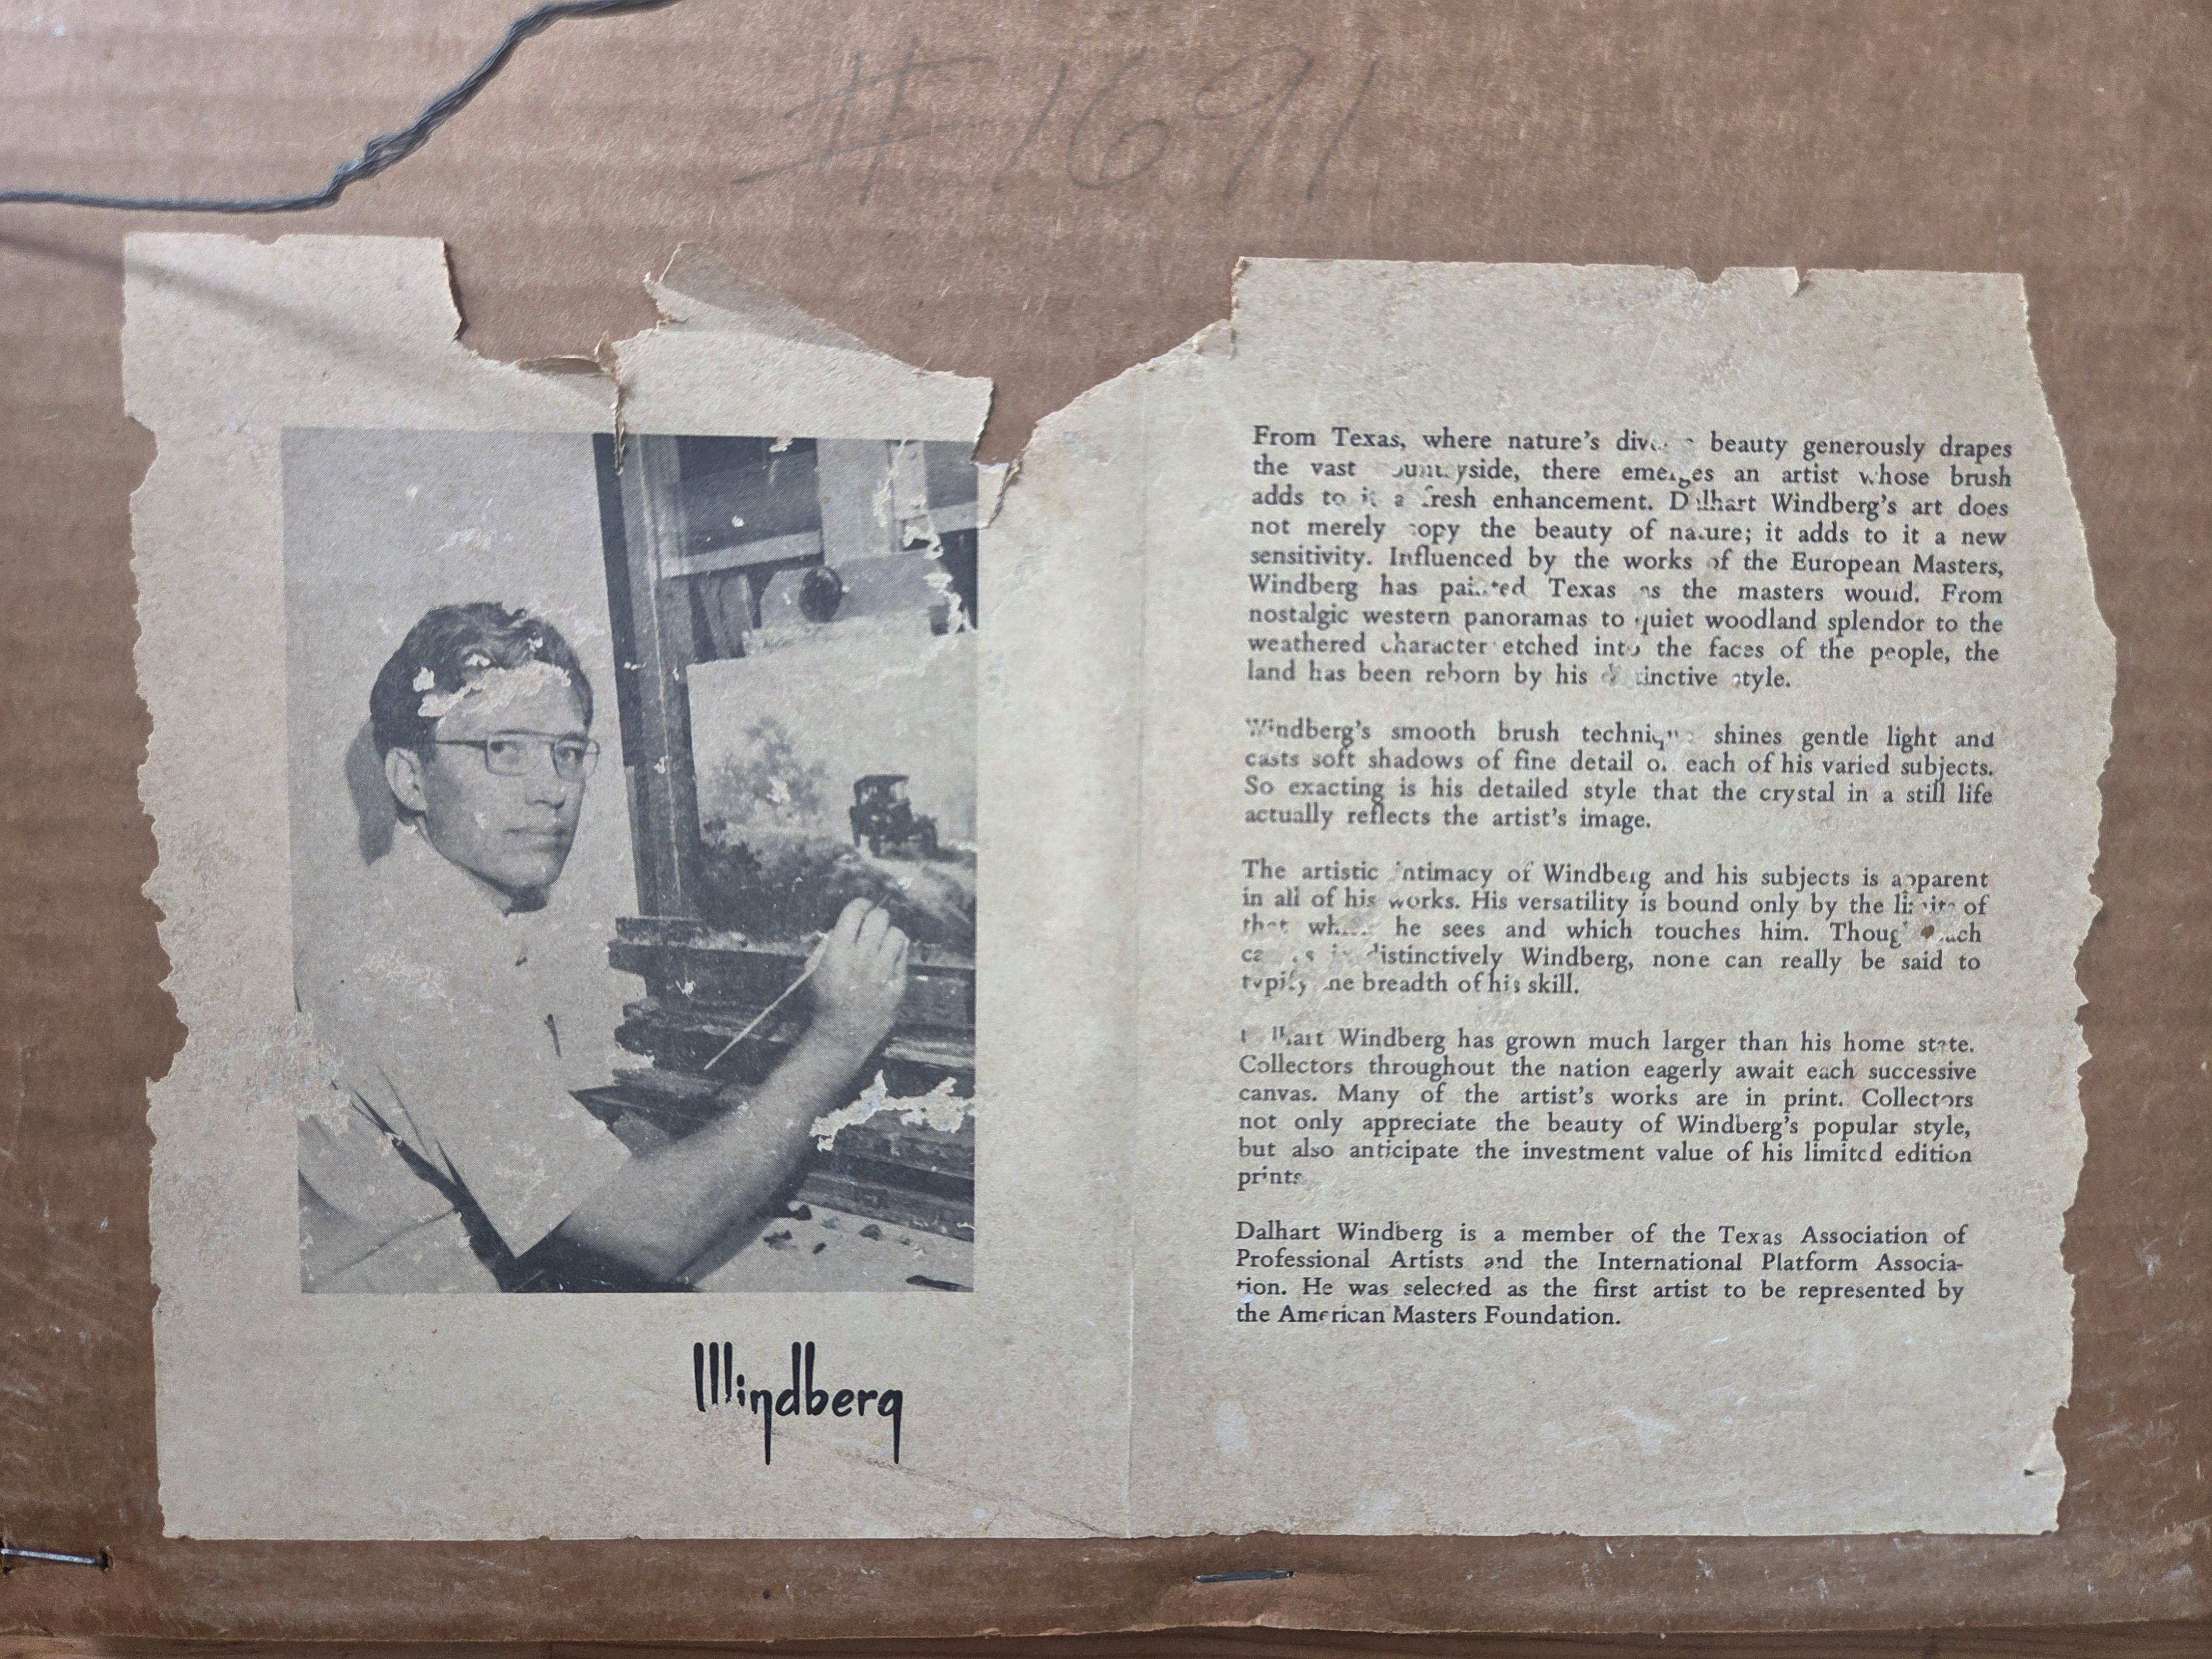 #1691
Windberg
From Texas, where nature's beauty generously drapes
the vast there emerges an artist whose brush
adds to it a fresh enhancement. Dalhart Windberg's art does
not merely copy the beauty of nature; it adds to it a new
sensitivity. Influenced by the works of the European Masters,
Windberg has painted Texas as the masters would. From
nostalgic western panoramas to quiet woodland splendor to the
weathered character etched into the faces of the people, the
land has been reborn by his style.
Windberg's smooth brush technique shines gentle light and
casts soft shadows of fine detail each of his varied subjects.
So exacting is his detailed style that the crystal in a still life
actually reflects the artist's image.
The artistic intimacy of Windberg and his subjects is apparent
in all of his works. His versatility is bound only by the limits of
that which he sees and which touches him. Though each
is distinctively Windberg, none can really be said to
typify the breadth of his skill.
Dalhart Windberg has grown much larger than his home state.
Collectors throughout the nation eagerly await each successive
canvas. Many of the artist's works are in print. Collectors
not only appreciate the beauty of Windberg's popular style,
but also anticipate the investment value of his limited edition
prints
Dalhart Windberg is a member of the Texas Association of
Professional Artists and the International Platform Associa-
tion. He was selected as the first artist to be represented by
the American Masters Foundation.